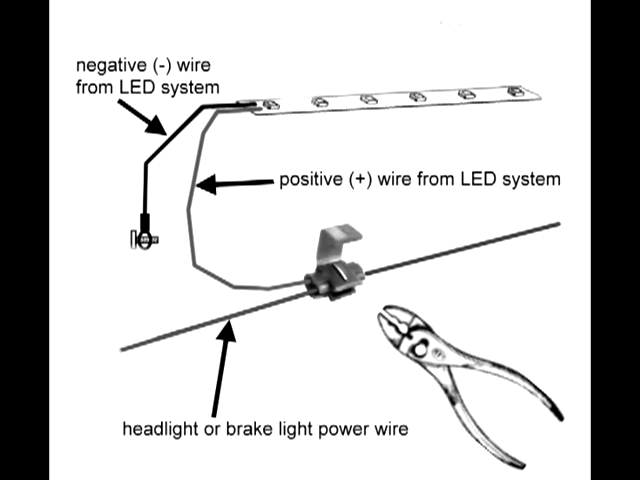 negative (-) wire
from LED system
positive (+) wire from LED system
headlight or brake light power wire